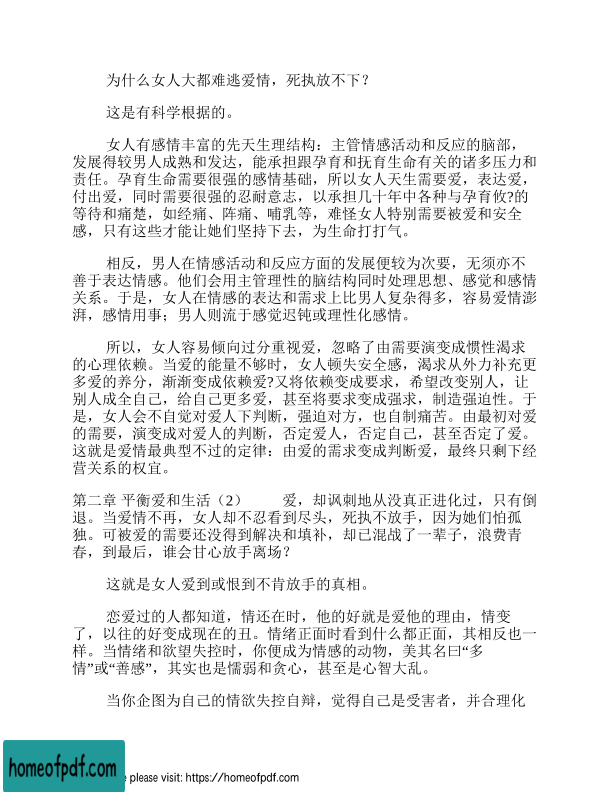 为什么女人大都难逃爱情，死执放不下？
这是有科学根据的。
女人有感情丰富的先天生理结构：主管情感活动和反应的脑部，
发展得较男人成熟和发达，能承担跟孕育和抚育生命有关的诸多压力和
责任。孕育生命需要很强的感情基础，所以女人天生需要爱，表达爱，
付出爱，同时需要很强的忍耐意志，以承担几十年中各种与孕育攸?的
等待和痛楚，如经痛、阵痛、哺乳等，难怪女人特别需要被爱和安全
感，只有这些才能让她们坚持下去，为生命打打气。
相反，男人在情感活动和反应方面的发展便较为次要，无须亦不
善于表达情感。他们会用主管理性的脑结构同时处理思想、感觉和感情
关系。于是，女人在情感的表达和需求上比男人复杂得多，容易爱情澎
湃，感情用事；男人则流于感觉迟钝或理性化感情。
所以，女人容易倾向过分重视爱，忽略了由需要演变成惯性渴求
的心理依赖。当爱的能量不够时，女人顿失安全感，渴求从外力补充更
多爱的养分，渐渐变成依赖爱?又将依赖变成要求，希望改变别人，让
别人成全自己，给自己更多爱，甚至将要求变成强求，制造强迫性。于
是，女人会不自觉对爱人下判断，强迫对方，也自制痛苦。由最初对爱
的需要，演变成对爱人的判断，否定爱人，否定自己，甚至否定了爱。
这就是爱情最典型不过的定律：由爱的需求变成判断爱，最终只剩下经
营关系的权宜。
第二章 平衡爱和生活（2） 爱，却讽刺地从没真正进化过，只有倒
退。当爱情不再，女人却不忍看到尽头，死执不放手，因为她们怕孤
独。可被爱的需要还没得到解决和填补，却已混战了一辈子，浪费青
春，到最后，谁会甘心放手离场？
这就是女人爱到或恨到不肯放手的真相。
恋爱过的人都知道，情还在时，他的好就是爱他的理由，情变
了，以往的好变成现在的丑。情绪正面时看到什么都正面，其相反也一
样。当情绪和欲望失控时，你便成为情感的动物，美其名曰“多
情”或“善感”，其实也是懦弱和贪心，甚至是心智大乱。
当你企图为自己的情欲失控自辩，觉得自己是受害者，并合理化
homeofpdf.com
please visit: https://homeofpdf.com